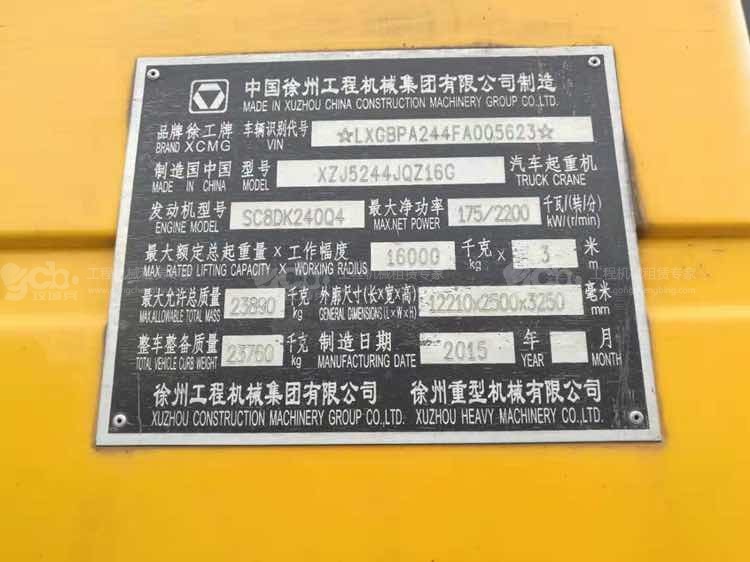 中国徐州工程机械集团有限公司制造
MADE IN XUZHOU CHINA CONSTRUCTION MACHINERY GROUP CO.,LTD.
品牌徐工牌 车辆识别代号 ☆LXGBPA244FA005623☆
BRAND XCMG VIN
制造国中国 型号 XZJ5244JQZ16G 汽车起重机
MADE IN CHINA MODEL TRUCK CRANE
发动机型号 SC8DK240Q4 最大净功率 175/2200 千瓦/(转/分)
ENGINE MODEL MAX.NET POWER kW/(r/min)
最大额定总起重量 × 工作幅度 16000 千克 × 3 米
MAX. RATED LIFTING CAPACITY × WORKING RADIUS kg m
最大允许总质量 23890 千克 外廓尺寸(长×宽×高) 12210x2500x3250 毫米
MAX.ALLOWABLE TOTAL MASS kg GENERAL DIMENSIONS (L×W×H) mm
整车整备质量 23760 千克 制造日期 2015 年 月
TOTAL VEHICLE CURB WEIGHT kg MANUFACTURING DATE YEAR MONTH
徐州工程机械集团有限公司 徐州重型机械有限公司
XUZHOU CONSTRUCTION MACHINERY GROUP CO.,LTD. XUZHOU HEAVY MACHINERY CO.,LTD.